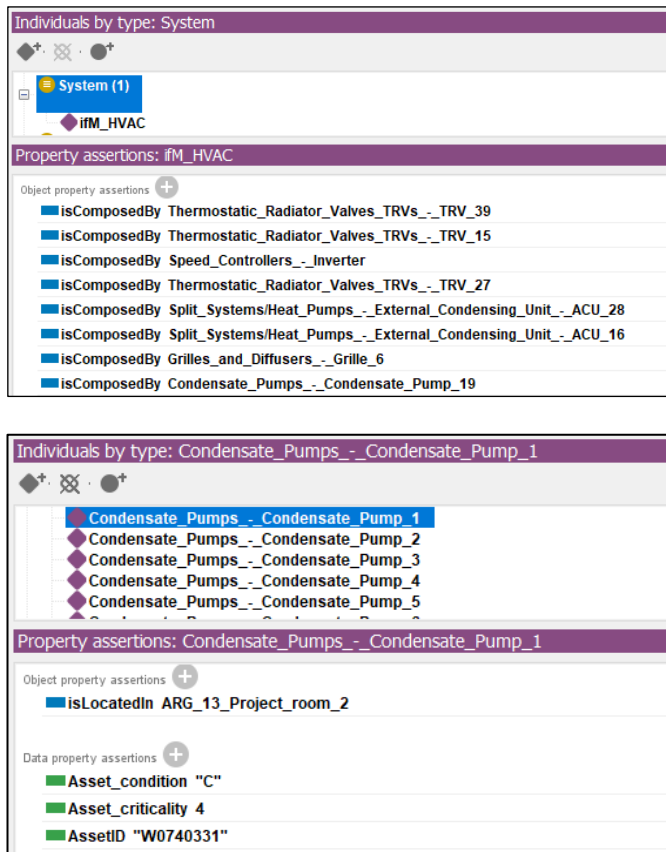 Individuals by type: System
System (1)
ifM_HVAC
Property assertions: ifM_HVAC
Object property assertions
isComposedBy Thermostatic_Radiator_Valves_TRVs_-_TRV_39
isComposedBy Thermostatic_Radiator_Valves_TRVs_-_TRV_15
isComposedBy Speed_Controllers_-_Inverter
isComposedBy Thermostatic_Radiator_Valves_TRVs_-_TRV_27
isComposedBy Split_Systems/Heat_Pumps_-_External_Condensing_Unit_-_ACU_28
isComposedBy Split_Systems/Heat_Pumps_-_External_Condensing_Unit_-_ACU_16
isComposedBy Grilles_and_Diffusers_-_Grille_6
isComposedBy Condensate_Pumps_-_Condensate_Pump_19
Individuals by type: Condensate_Pumps_-_Condensate_Pump_1
Condensate_Pumps_-_Condensate_Pump_1
Condensate_Pumps_-_Condensate_Pump_2
Condensate_Pumps_-_Condensate_Pump_3
Condensate_Pumps_-_Condensate_Pump_4
Condensate_Pumps_-_Condensate_Pump_5
Property assertions: Condensate_Pumps_-_Condensate_Pump_1
Object property assertions
isLocatedIn ARG_13_Project_room_2
Data property assertions
Asset_condition "C"
Asset_criticality 4
AssetID "W0740331"